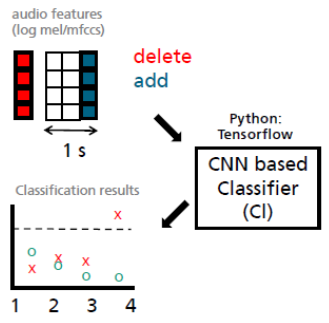 audio features
(log mel/mfccs)
delete
add
1 s
Python:
Tensorflow
CNN based
Classifier
(Cl)
Classification results
x
o
x
x
o
x
o
o
1 2 3 4